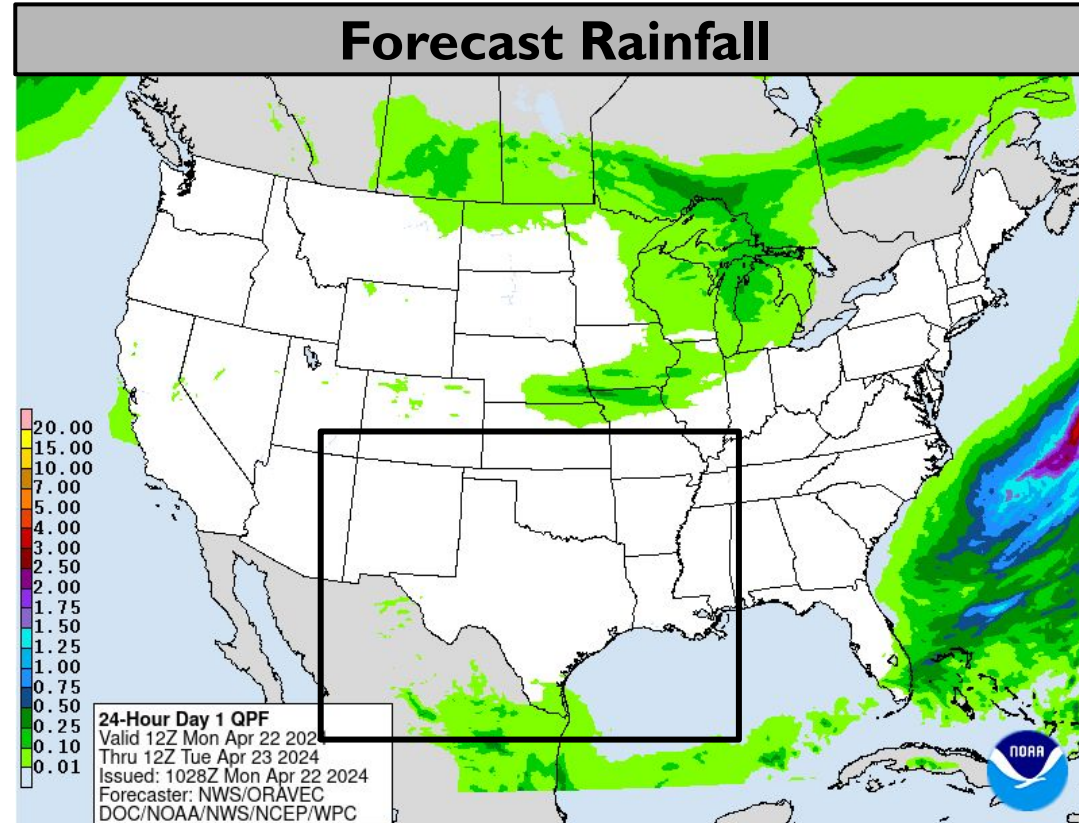 Forecast Rainfall
20.00
15.00
10.00
7.00
5.00
4.00
3.00
2.50
2.00
1.75
1.50
1.25
1.00
0.75
0.50
0.25
0.10
0.01
24-Hour Day 1 QPF
Valid 12Z Mon Apr 22 2024
Thru 12Z Tue Apr 23 2024
Issued: 1028Z Mon Apr 22 2024
Forecaster: NWS/ORAVEC
DOC/NOAA/NWS/NCEP/WPC
NOAA